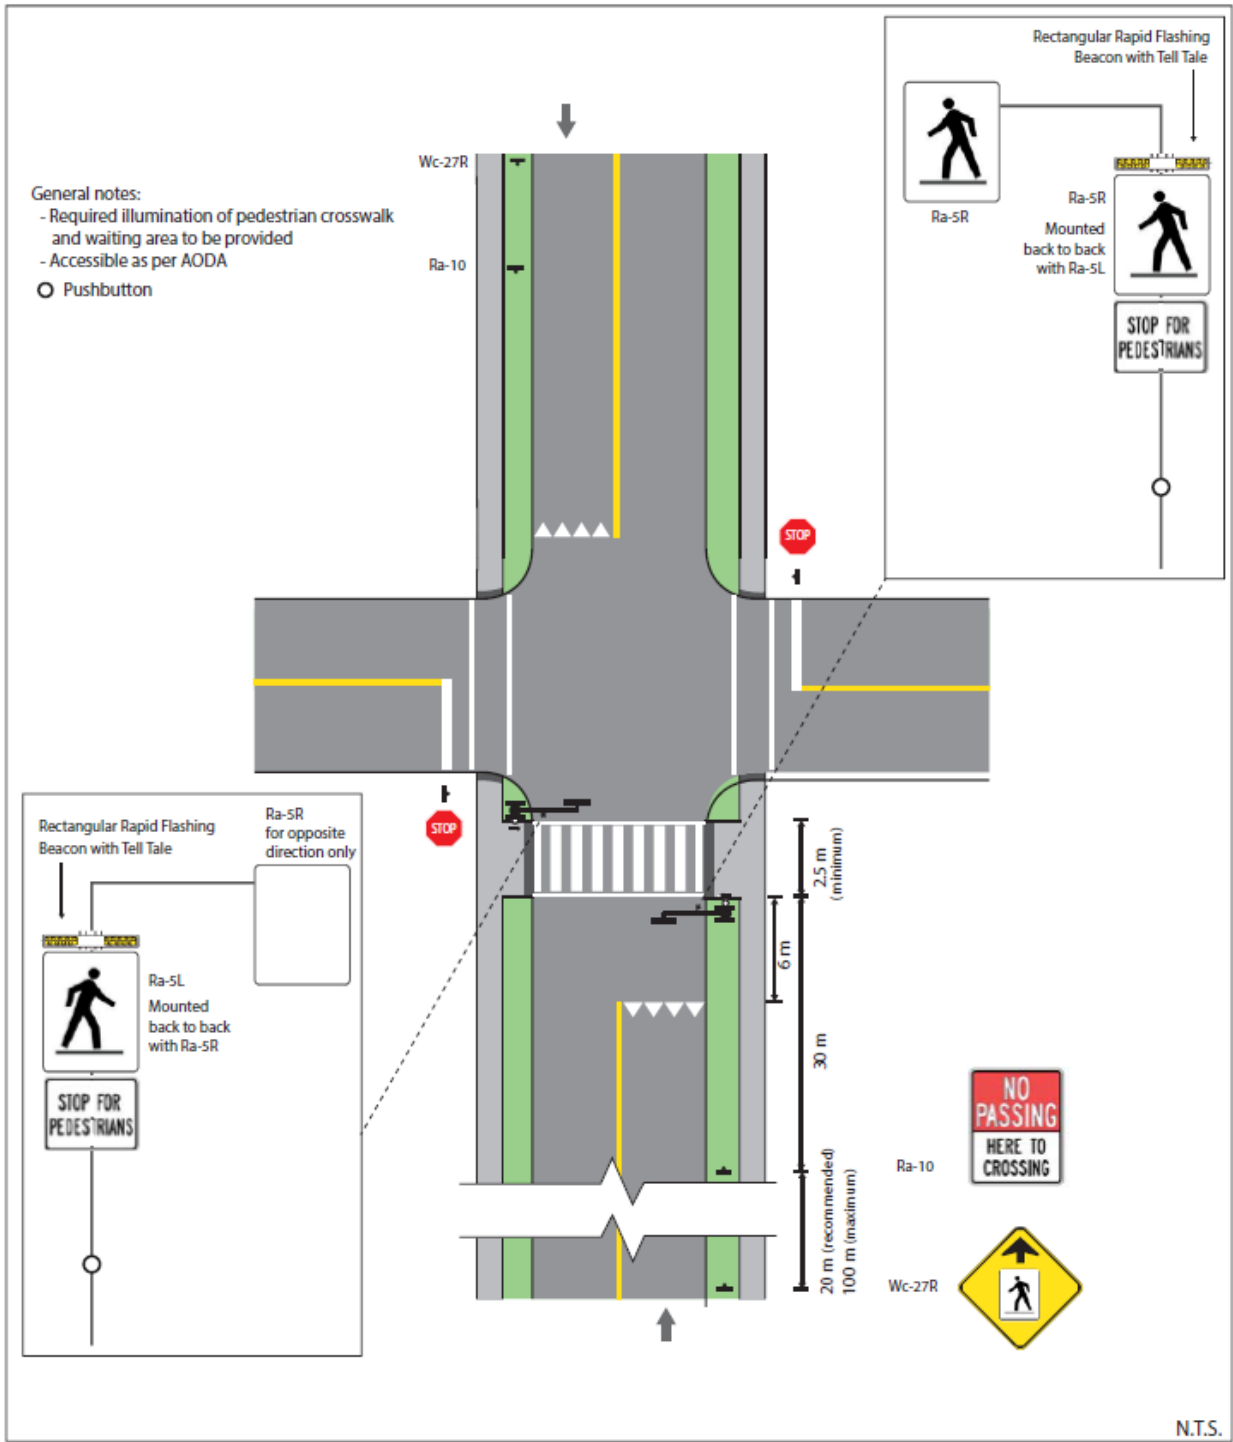 Rectangular Rapid Flashing
Beacon with Tell Tale
Ra-5R
Ra-5R
Mounted
back to back
with Ra-5L
STOP FOR
PEDESTRIANS
Wc-27R
Ra-10
General notes:
- Required illumination of pedestrian crosswalk
and waiting area to be provided
- Accessible as per AODA
Pushbutton
STOP
STOP
Rectangular Rapid Flashing
Beacon with Tell Tale
Ra-5R
for opposite
direction only
Ra-5L
Mounted
back to back
with Ra-5R
STOP FOR
PEDESTRIANS
2.5 m
(minimum)
6 m
30 m
20 m (recommended)
100 m (maximum)
Ra-10
NO
PASSING
HERE TO
CROSSING
Wc-27R
N.T.S.